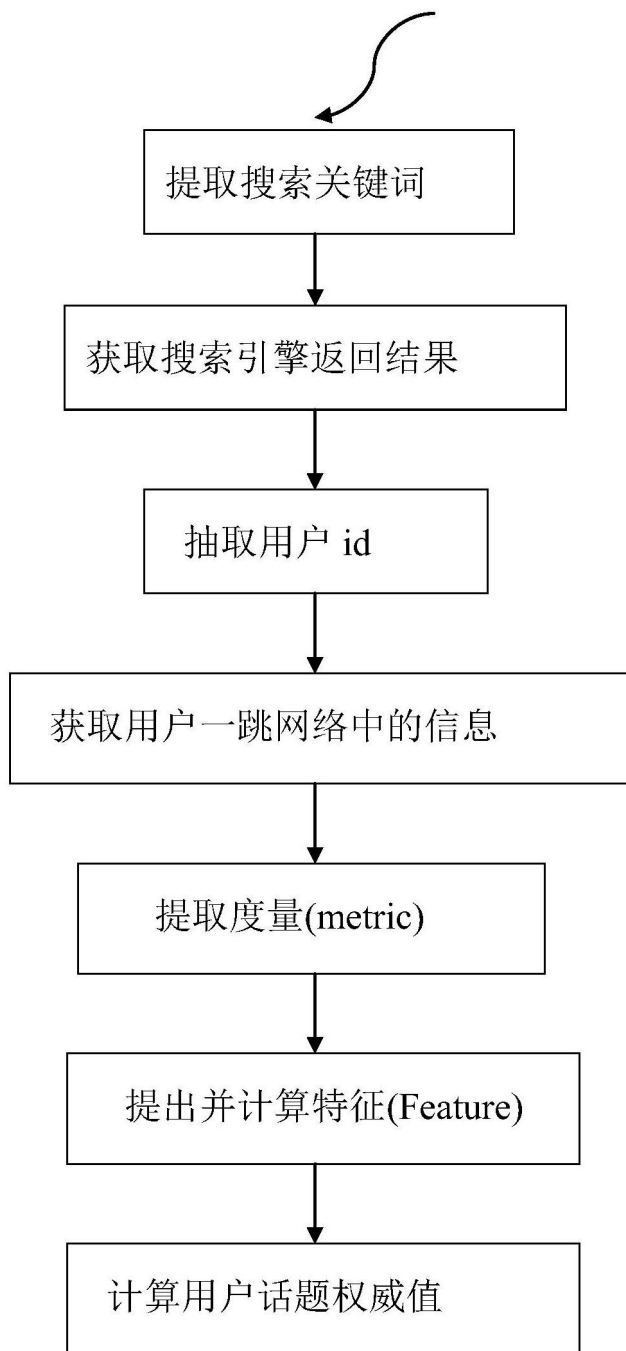 提取搜索关键词
获取搜索引擎返回结果
抽取用户 id
获取用户一跳网络中的信息
提取度量(metric)
提出并计算特征(Feature)
计算用户话题权威值